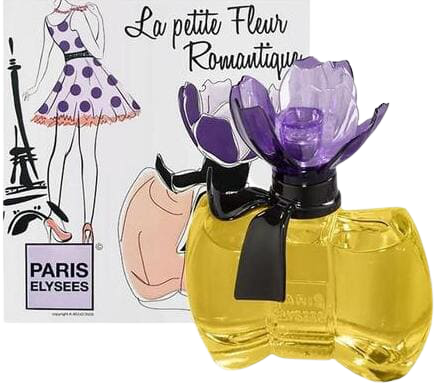 La petite Fleur
Romantique
PARIS
ELYSEES
©
PARIS
ELYSEES